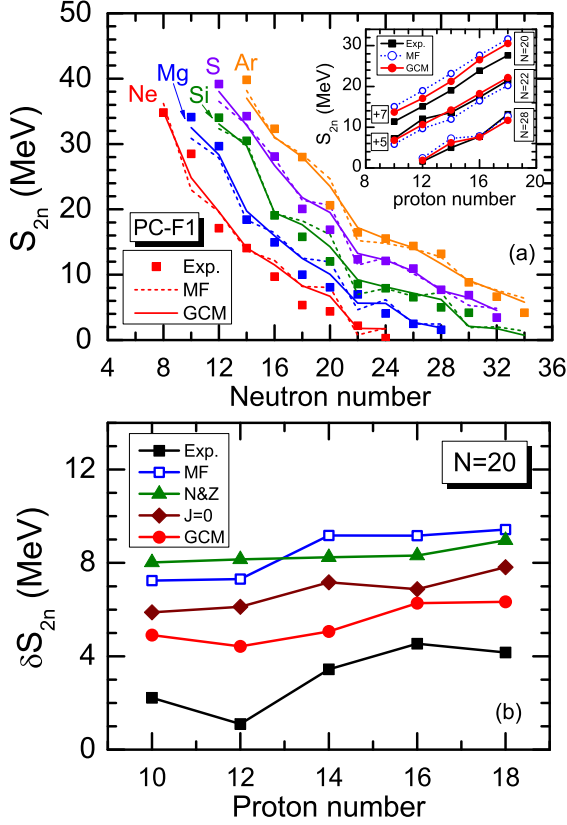 50
40
30
20
10
0
S2n (MeV)
Ne
Mg
Si
S
Ar
PC-F1
Exp.
MF
GCM
(a)
30
20
10
0
S2n (MeV)
Exp.
MF
GCM
N=20
N=22
N=28
+7
+5
8 12 16 20
proton number
4 8 12 16 20 24 28 32 36
Neutron number
12
8
4
0
δS2n (MeV)
Exp.
MF
N&Z
J=0
GCM
N=20
(b)
10 12 14 16 18
Proton number